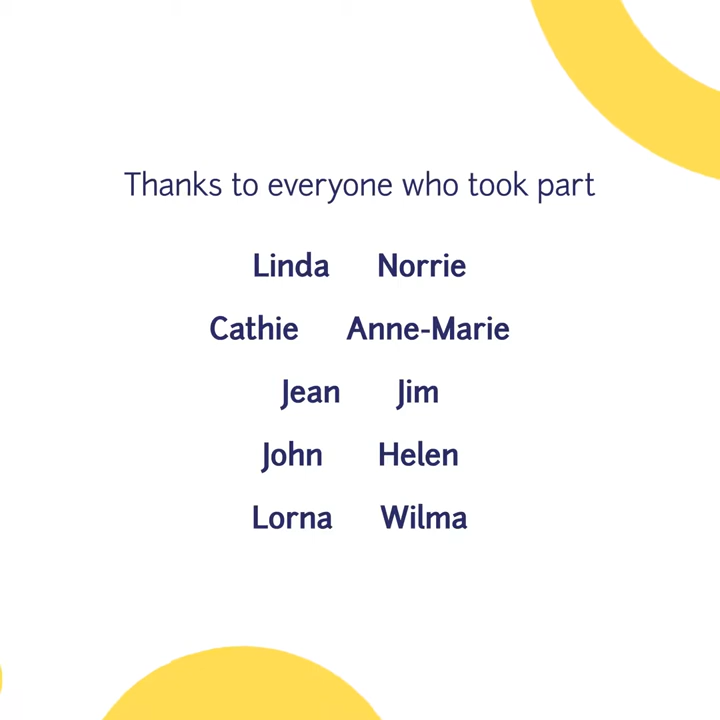 Thanks to everyone who took part
Linda Norrie
Cathie Anne-Marie
Jean Jim
John Helen
Lorna Wilma